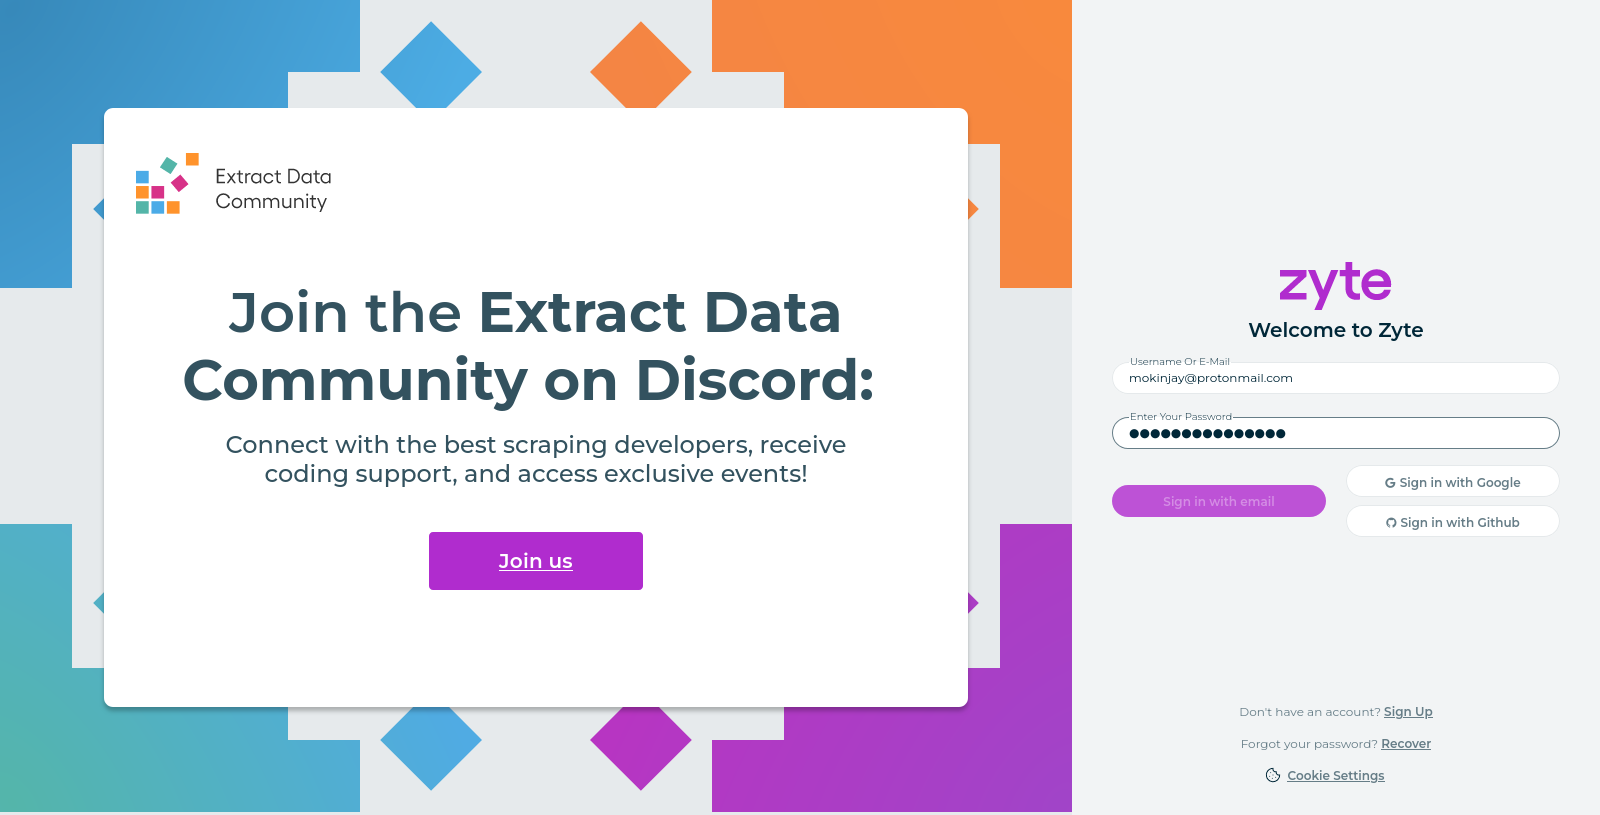 Extract Data
Community
Join the Extract Data
Community on Discord:
Connect with the best scraping developers, receive
coding support, and access exclusive events!
Join us
zyte
Welcome to Zyte
Username Or E-Mail
mokinjay@protonmail.com
Enter Your Password
●●●●●●●●●●●●●●●
Sign in with email
Sign in with Google
Sign in with Github
Don't have an account? Sign Up
Forgot your password? Recover
Cookie Settings